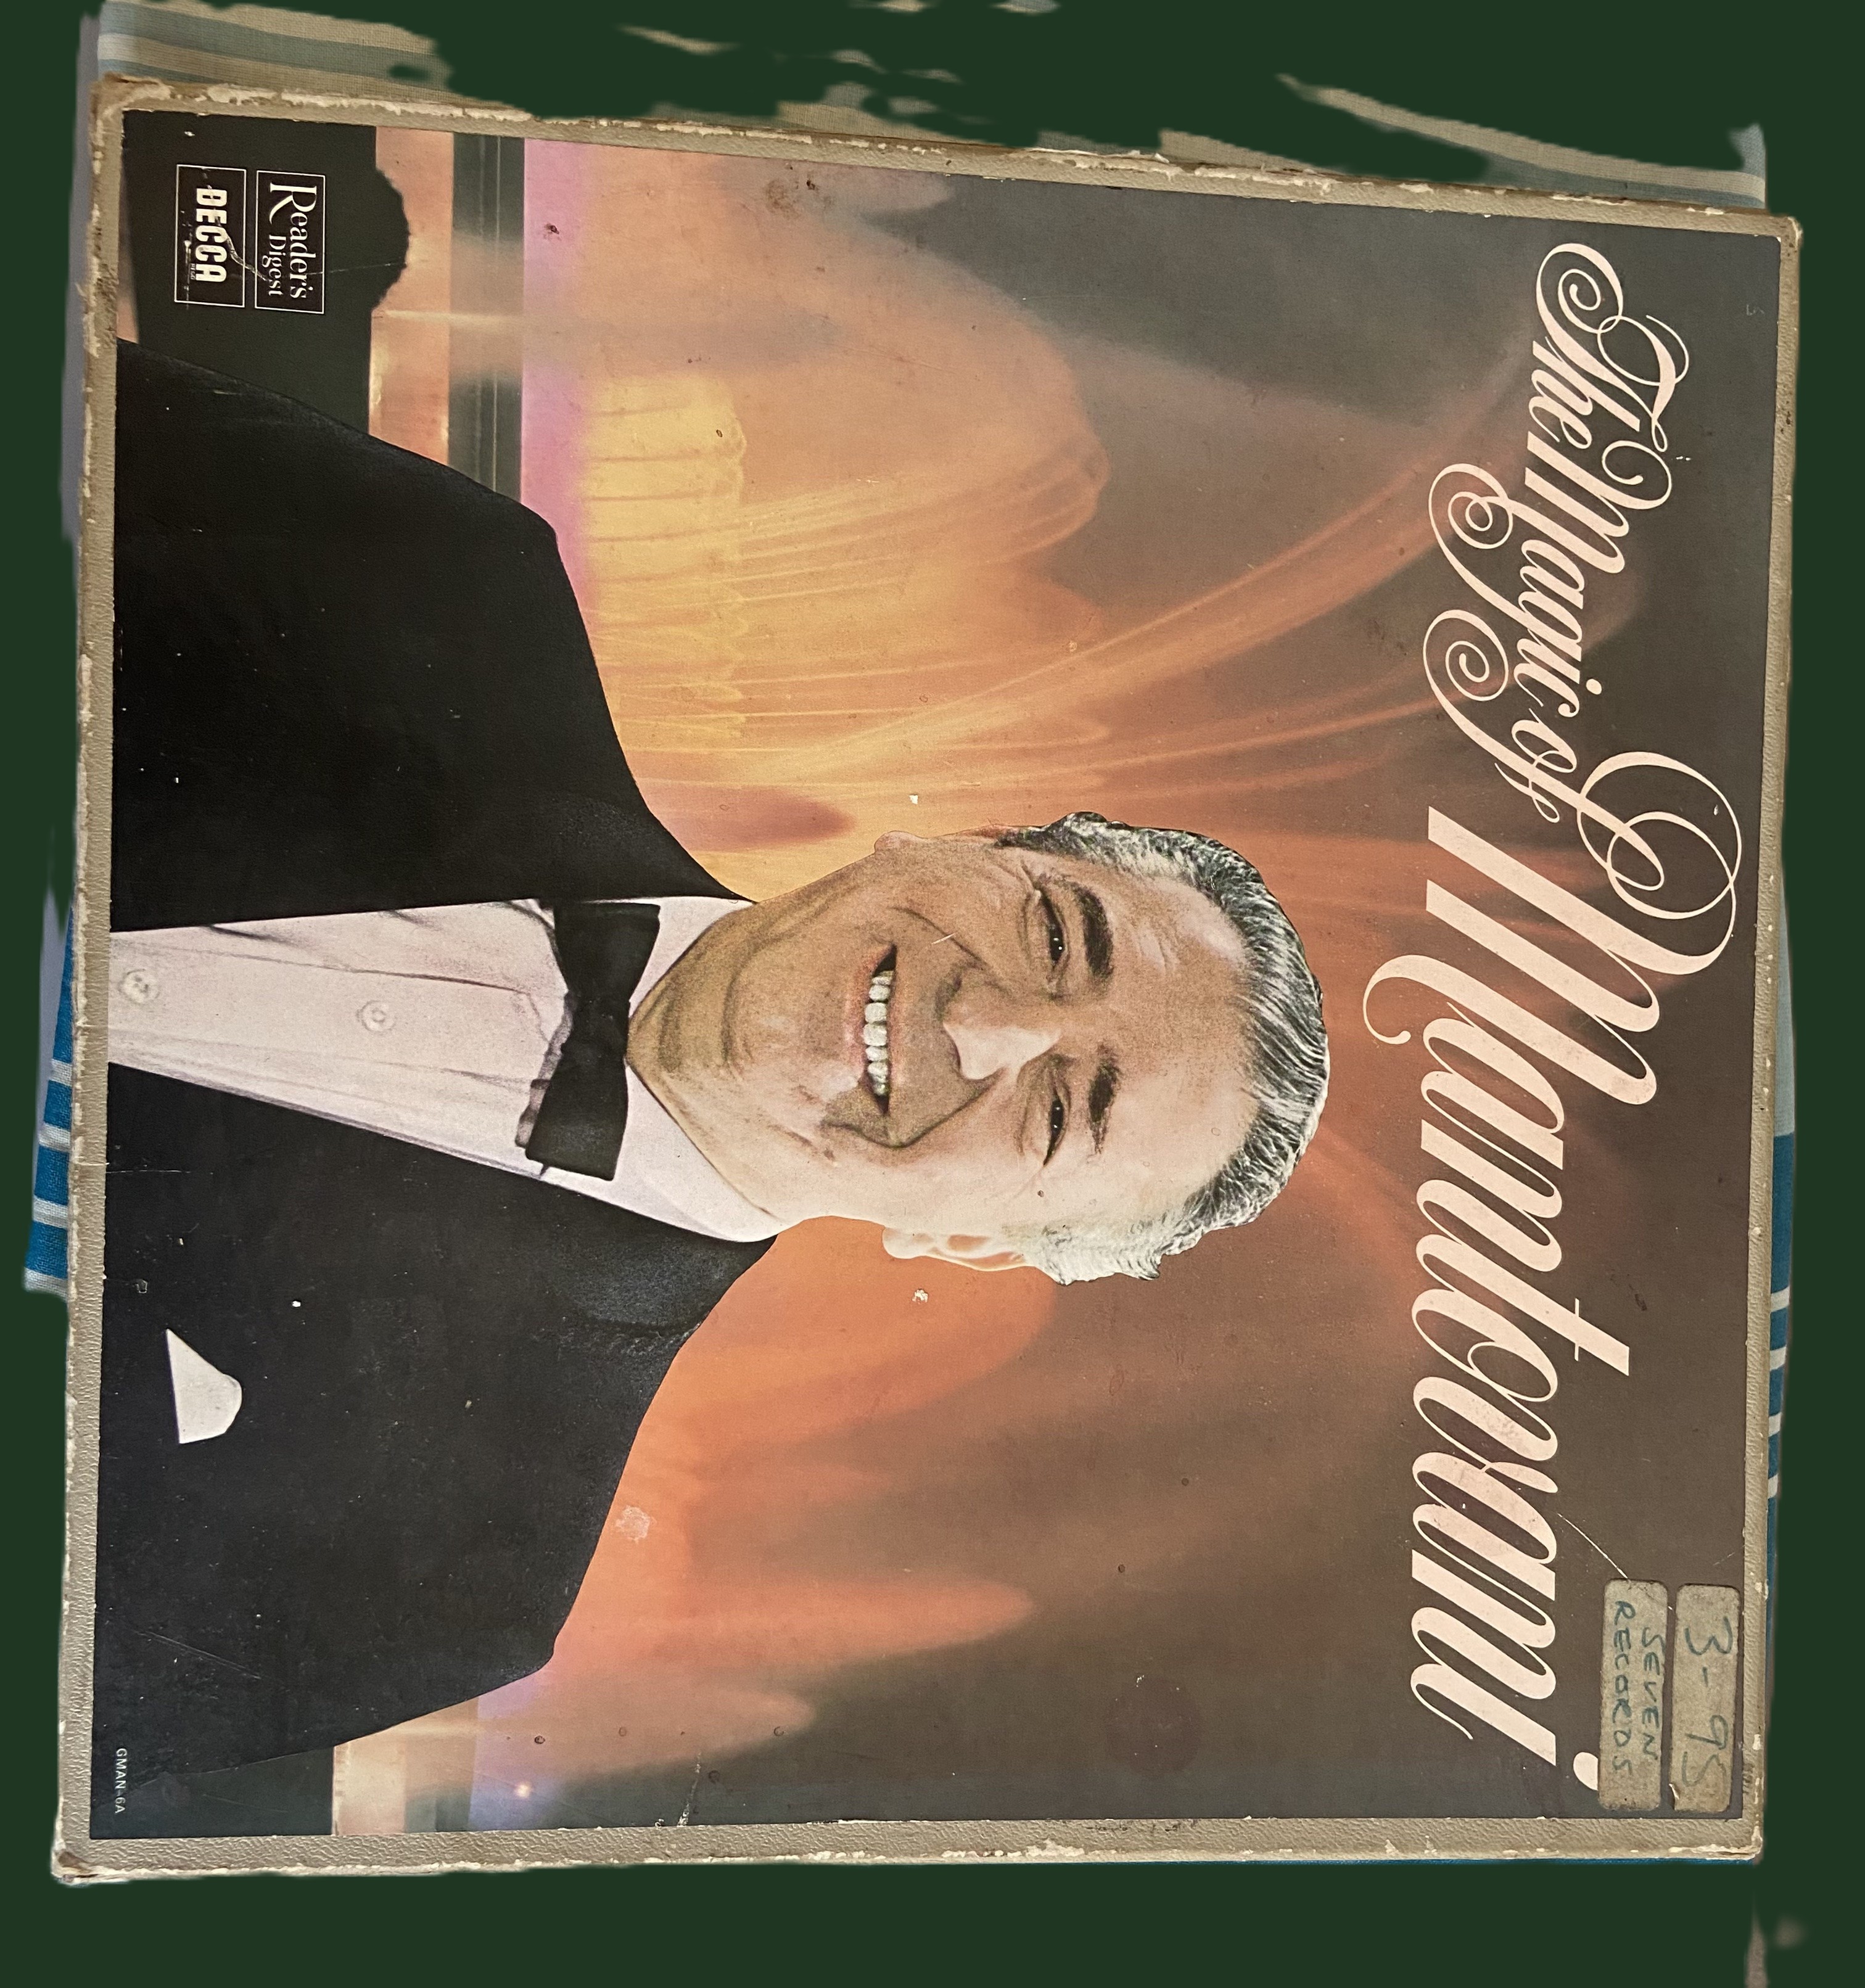 3-95
SEVEN
RECORDS
The Magic of Mantovani
Reader's
Digest
DECCA
GMAN-6A